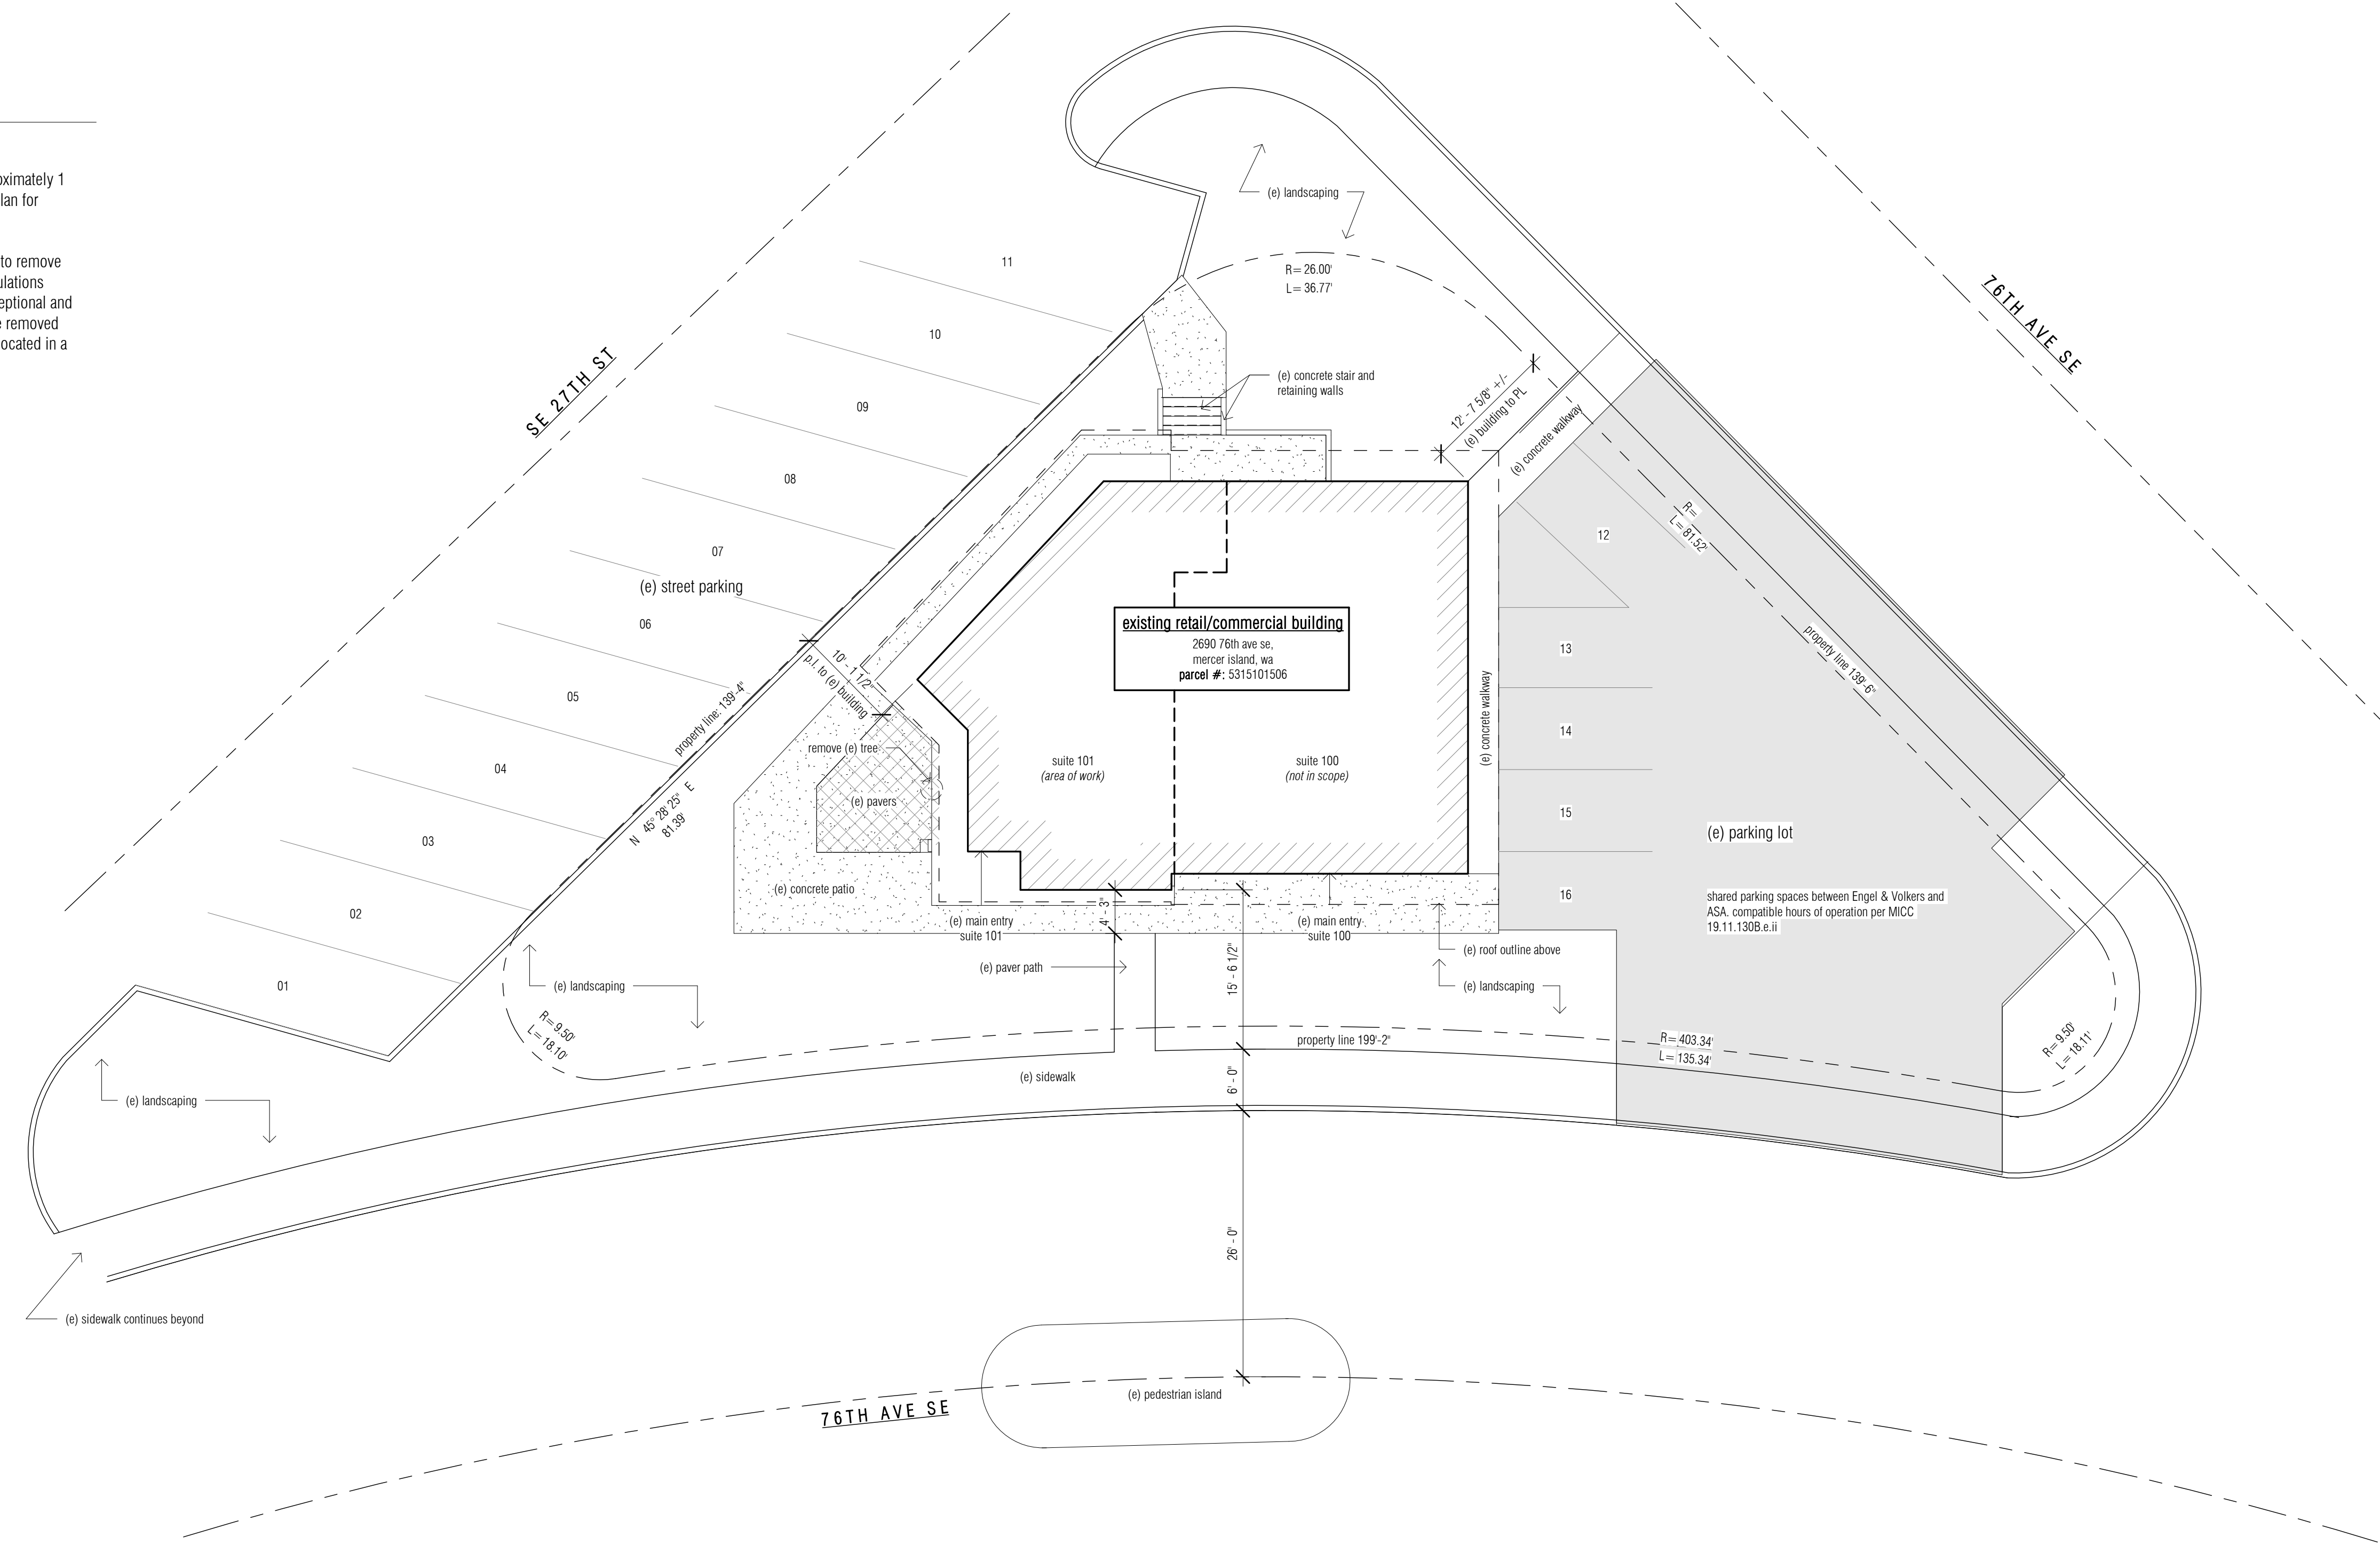 oximately 1
lan for
to remove
ulations
eptional and
e removed
ocated in a
SE 27TH ST
76TH AVE SE
(e) landscaping
R= 26.00'
L= 36.77'
11
10
09
08
07
(e) street parking
06
05
04
03
02
01
(e) concrete stair and
retaining walls
12' - 7 5/8" +/-
(e) building to PL
(e) concrete walkway
R=
L= 81.52'
property line 139'-6"
12
13
14
15
16
existing retail/commercial building
2690 76th ave se,
mercer island, wa
parcel #: 5315101506
10' - 1 1/2"
p.l. to (e) building
property line: 139'-4"
N 45° 28' 25" E
81.39'
remove (e) tree
(e) pavers
(e) concrete patio
suite 101
(area of work)
suite 100
(not in scope)
(e) concrete walkway
(e) parking lot
shared parking spaces between Engel & Volkers and
ASA. compatible hours of operation per MICC
19.11.130B.e.ii
(e) main entry
suite 101
4' - 3"
(e) main entry
suite 100
(e) roof outline above
(e) paver path
15' - 6 1/2"
(e) landscaping
(e) landscaping
R= 9.50'
L= 18.10'
property line 199'-2"
R= 403.34'
L= 135.34'
R= 9.50'
L= 18.11'
(e) sidewalk
6' - 0"
(e) landscaping
26' - 0"
(e) sidewalk continues beyond
(e) pedestrian island
76TH AVE SE